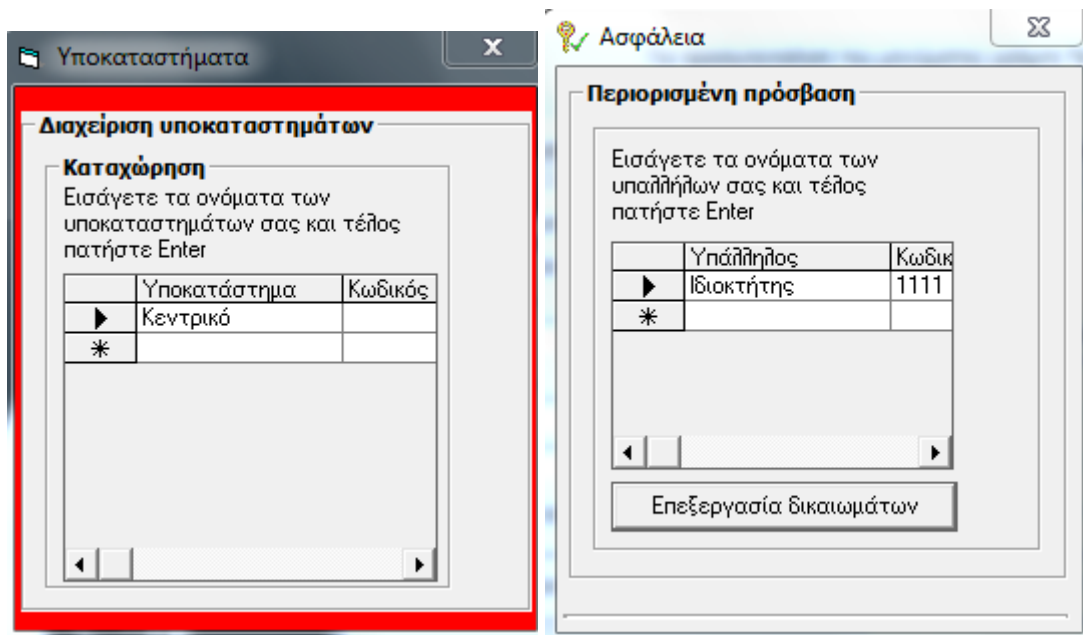 Υποκαταστήματα
Διαχείριση υποκαταστημάτων
Καταχώρηση
Εισάγετε τα ονόματα των
υποκαταστημάτων σας και τέλος
πατήστε Enter
Υποκατάστημα Κωδικός
Κεντρικό
Ασφάλεια
Περιορισμένη πρόσβαση
Εισάγετε τα ονόματα των
υπαλλήλων σας και τέλος
πατήστε Enter
Υπάλληλος Κωδικ
Ιδιοκτήτης 1111
Επεξεργασία δικαιωμάτων